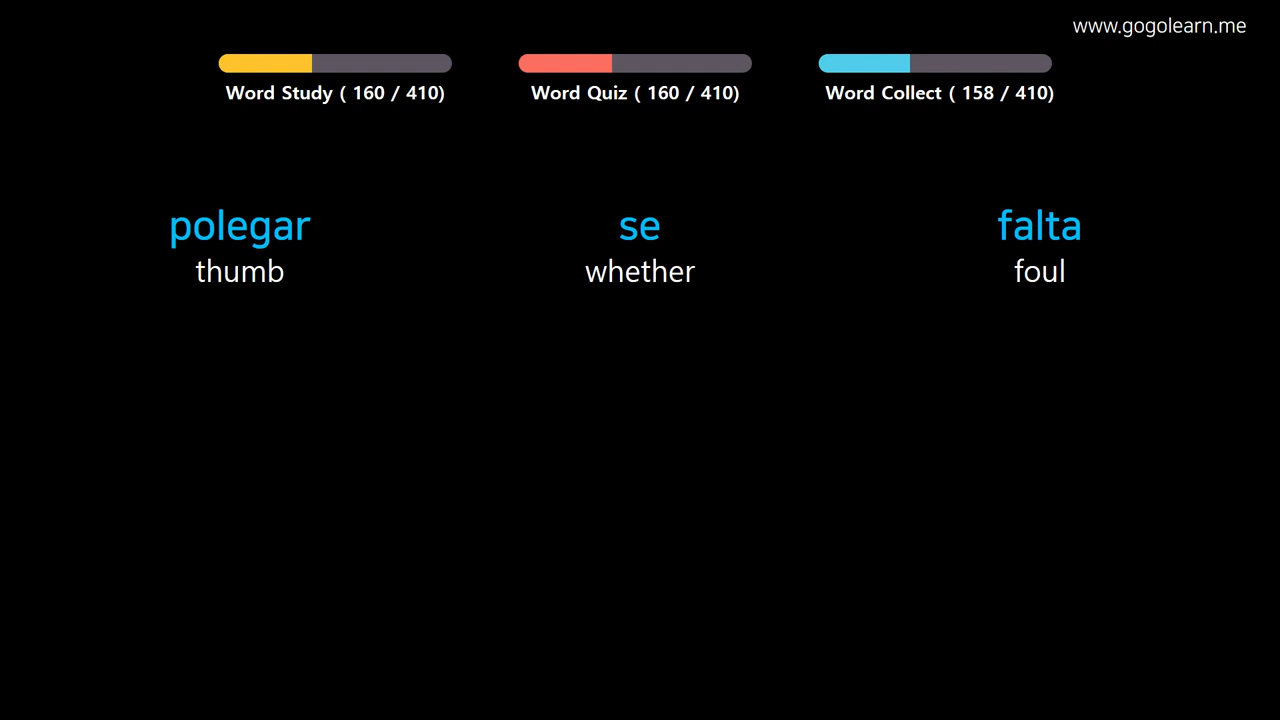 www.gogolearn.me
Word Study ( 160 / 410)
Word Quiz ( 160 / 410)
Word Collect ( 158 / 410)
polegar
thumb
se
whether
falta
foul